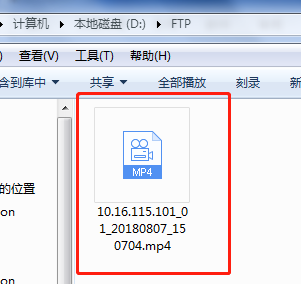 计算机 ▸ 本地磁盘 (D:) ▸ FTP
查看(V) 工具(T) 帮助(H)
含到库中 共享 全部播放 刻录
MP4
10.16.115.101_0
1_20180807_15
0704.mp4
的位置
on
on